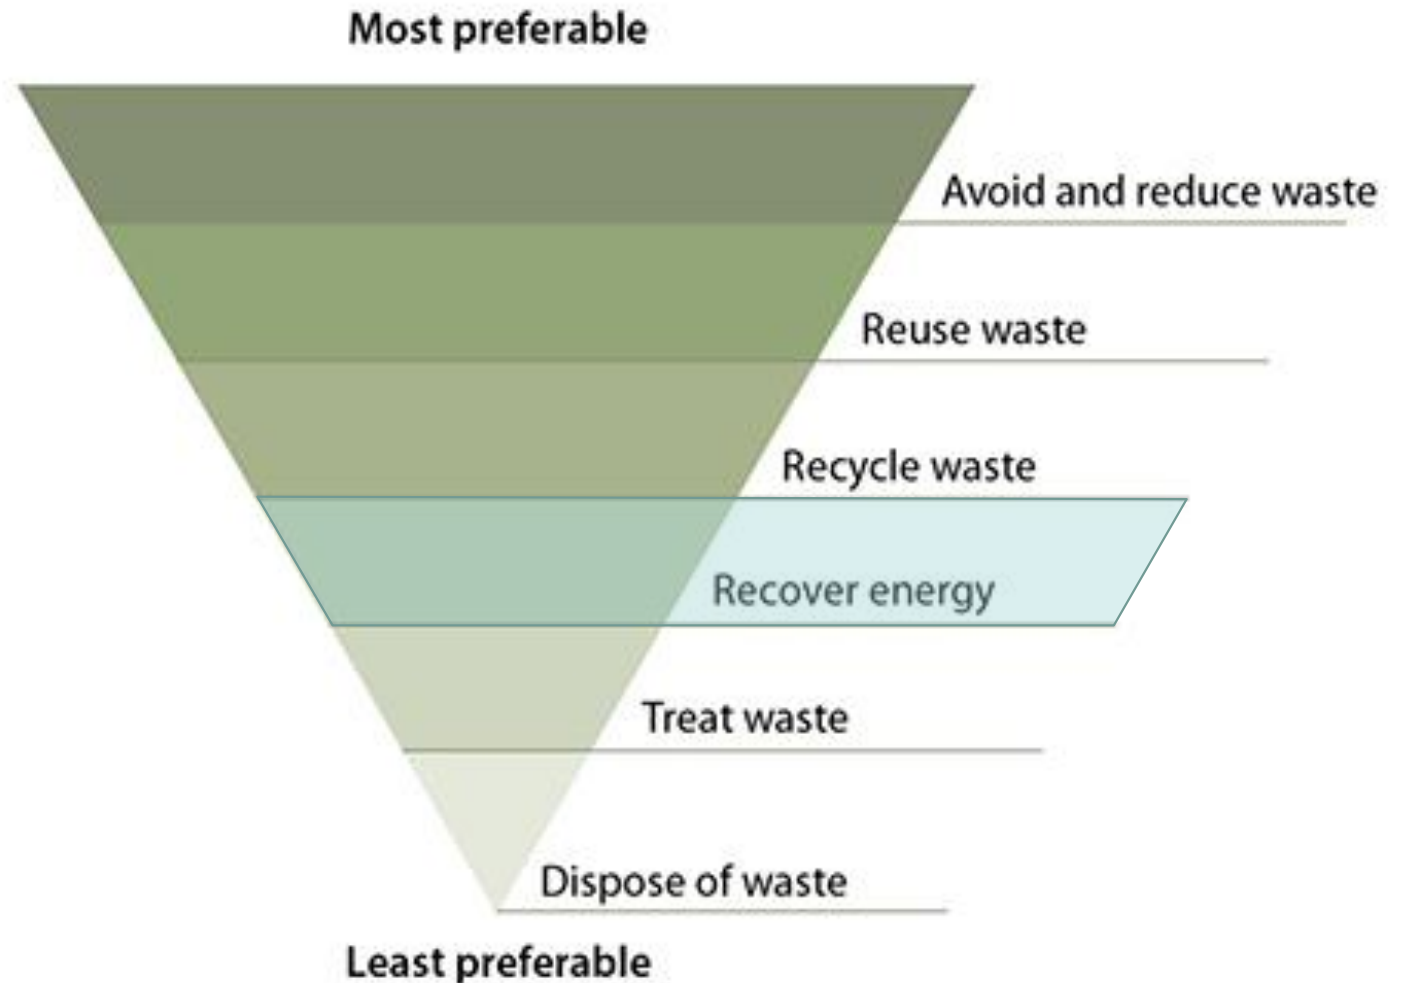 Most preferable
Avoid and reduce waste
Reuse waste
Recycle waste
Recover energy
Treat waste
Dispose of waste
Least preferable